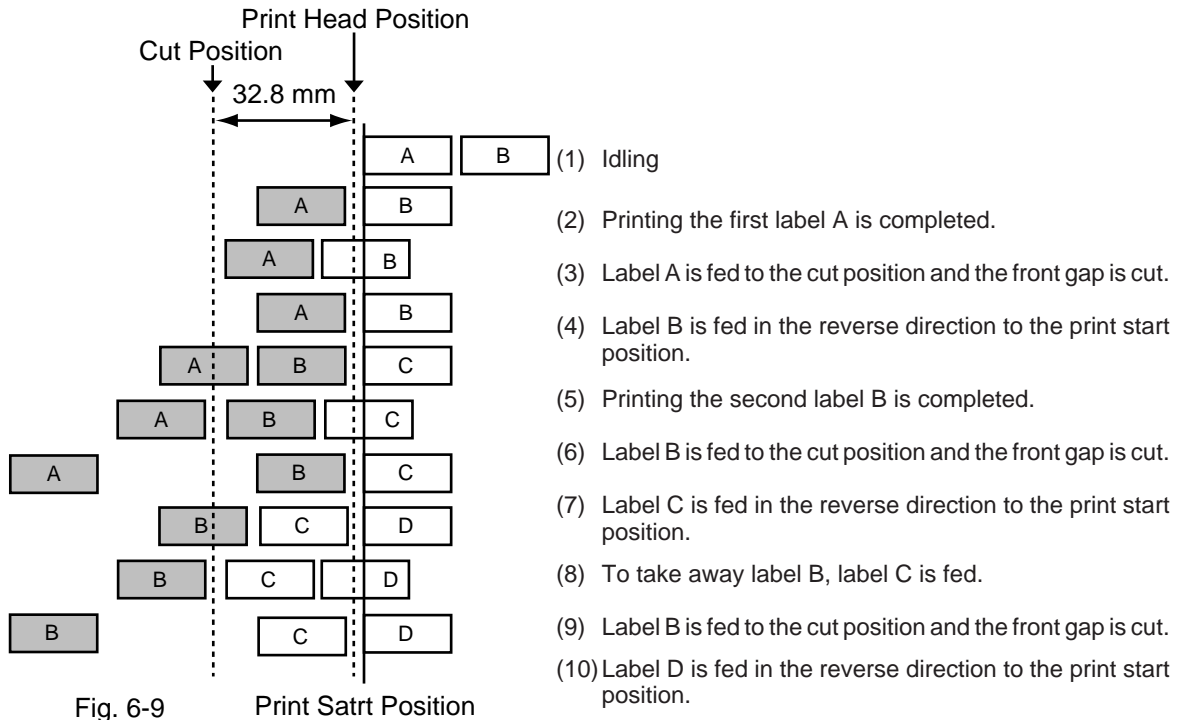 Print Head Position
Cut Position
32.8 mm
A B (1) Idling
A B
(2) Printing the first label A is completed.
A B
(3) Label A is fed to the cut position and the front gap is cut.
A B
(4) Label B is fed in the reverse direction to the print start
position.
A B C
(5) Printing the second label B is completed.
A B C
(6) Label B is fed to the cut position and the front gap is cut.
A B C
(7) Label C is fed in the reverse direction to the print start
position.
B C D
(8) To take away label B, label C is fed.
B C D
(9) Label B is fed to the cut position and the front gap is cut.
B C D
(10) Label D is fed in the reverse direction to the print start
position.
Fig. 6-9
Print Satrt Position